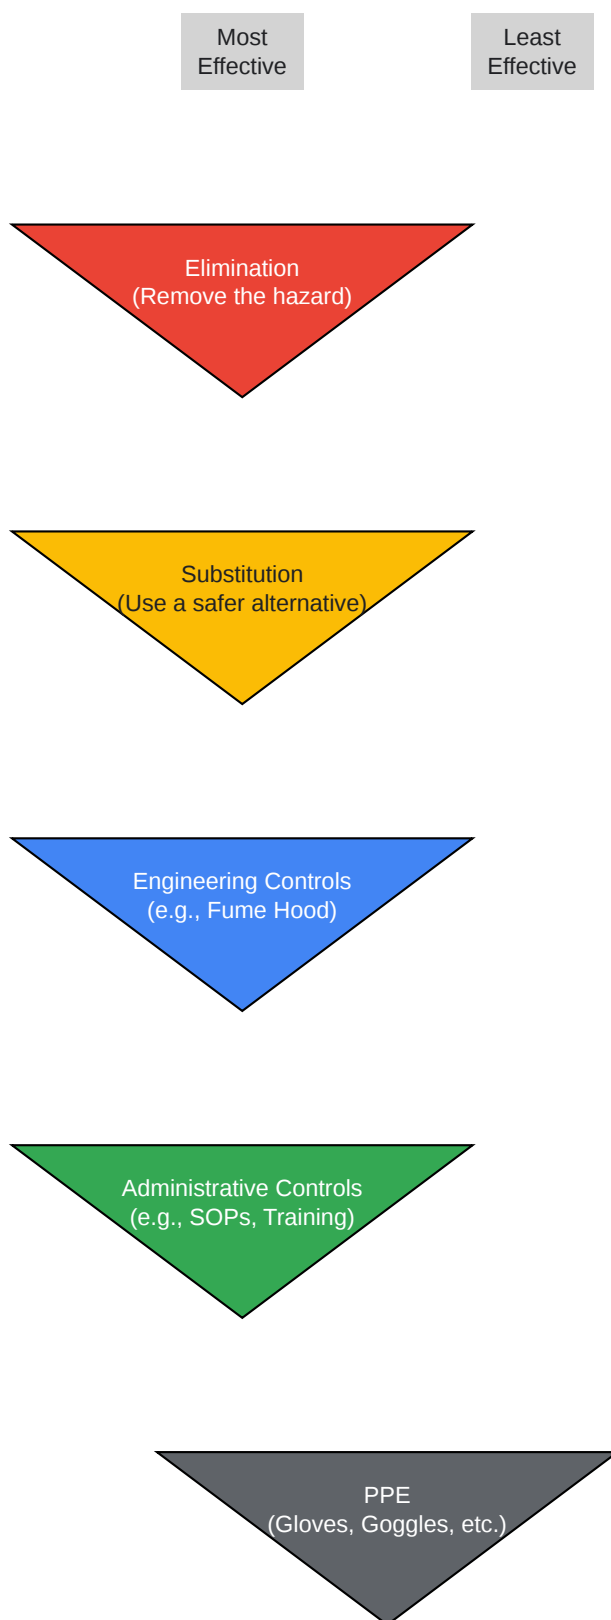 Most
Effective
Least
Effective
Elimination
(Remove the hazard)
Substitution
(Use a safer alternative)
Engineering Controls
(e.g., Fume Hood)
Administrative Controls
(e.g., SOPs, Training)
PPE
(Gloves, Goggles, etc.)